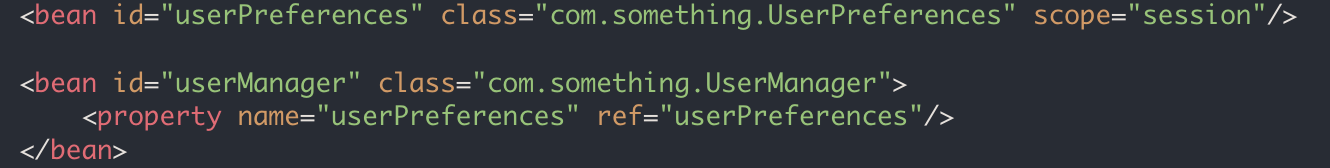 <bean id="userPreferences" class="com.something.UserPreferences" scope="session"/>
<bean id="userManager" class="com.something.UserManager">
<property name="userPreferences" ref="userPreferences"/>
</bean>